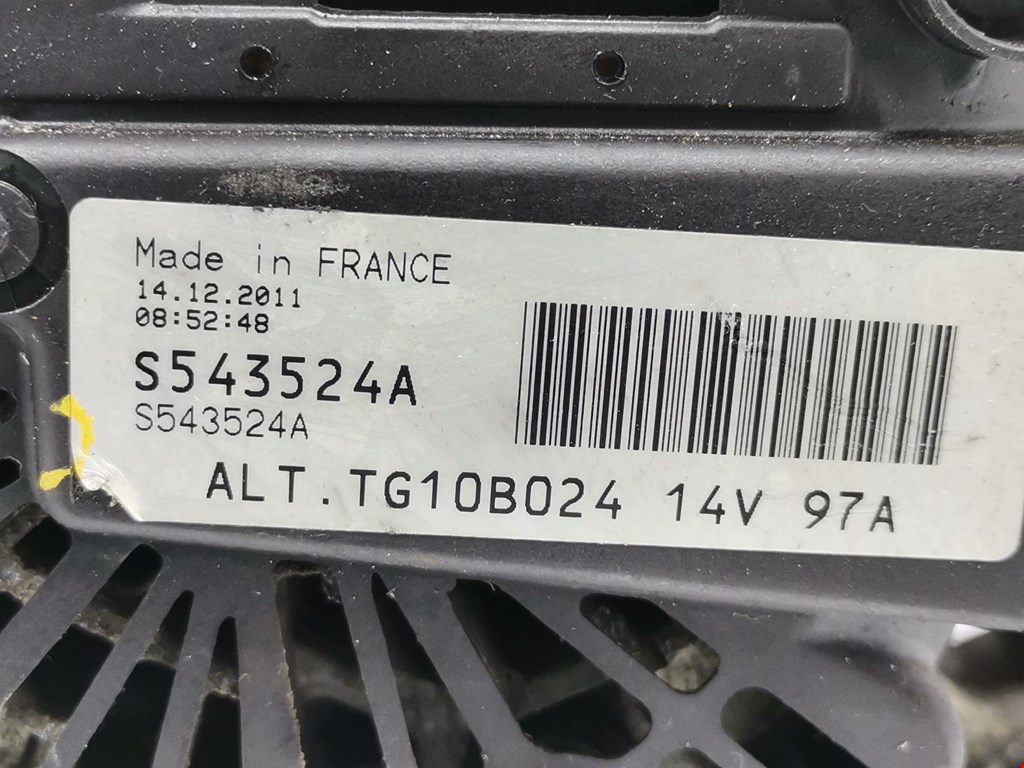 Made in FRANCE
14.12.2011
08:52:48
S543524A
S543524A
ALT.TG10B024 14V 97A